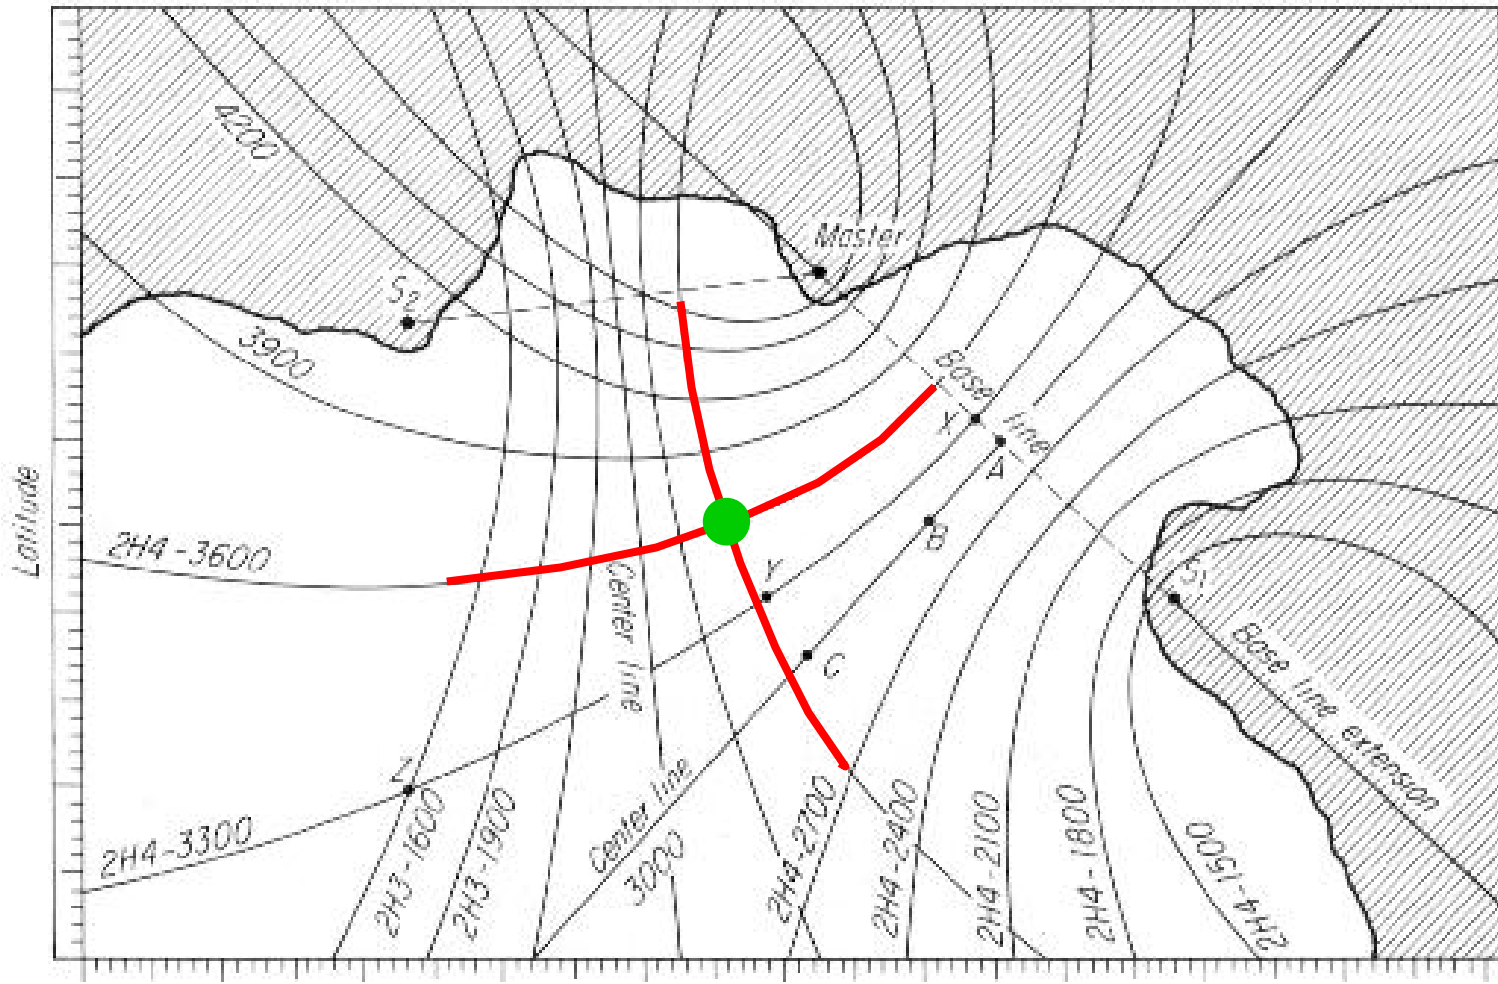 4200
Master
S2
3900
Base
line
X
A
B
Latitude
2H4-3600
Center line
Y
S1
C
Base line extension
Z
2H4-3300
2H3-1600
2H3-1900
Center line
3000
2H4-2700
2H4-2400
2H4-2100
2H4-1800
2H4-1500